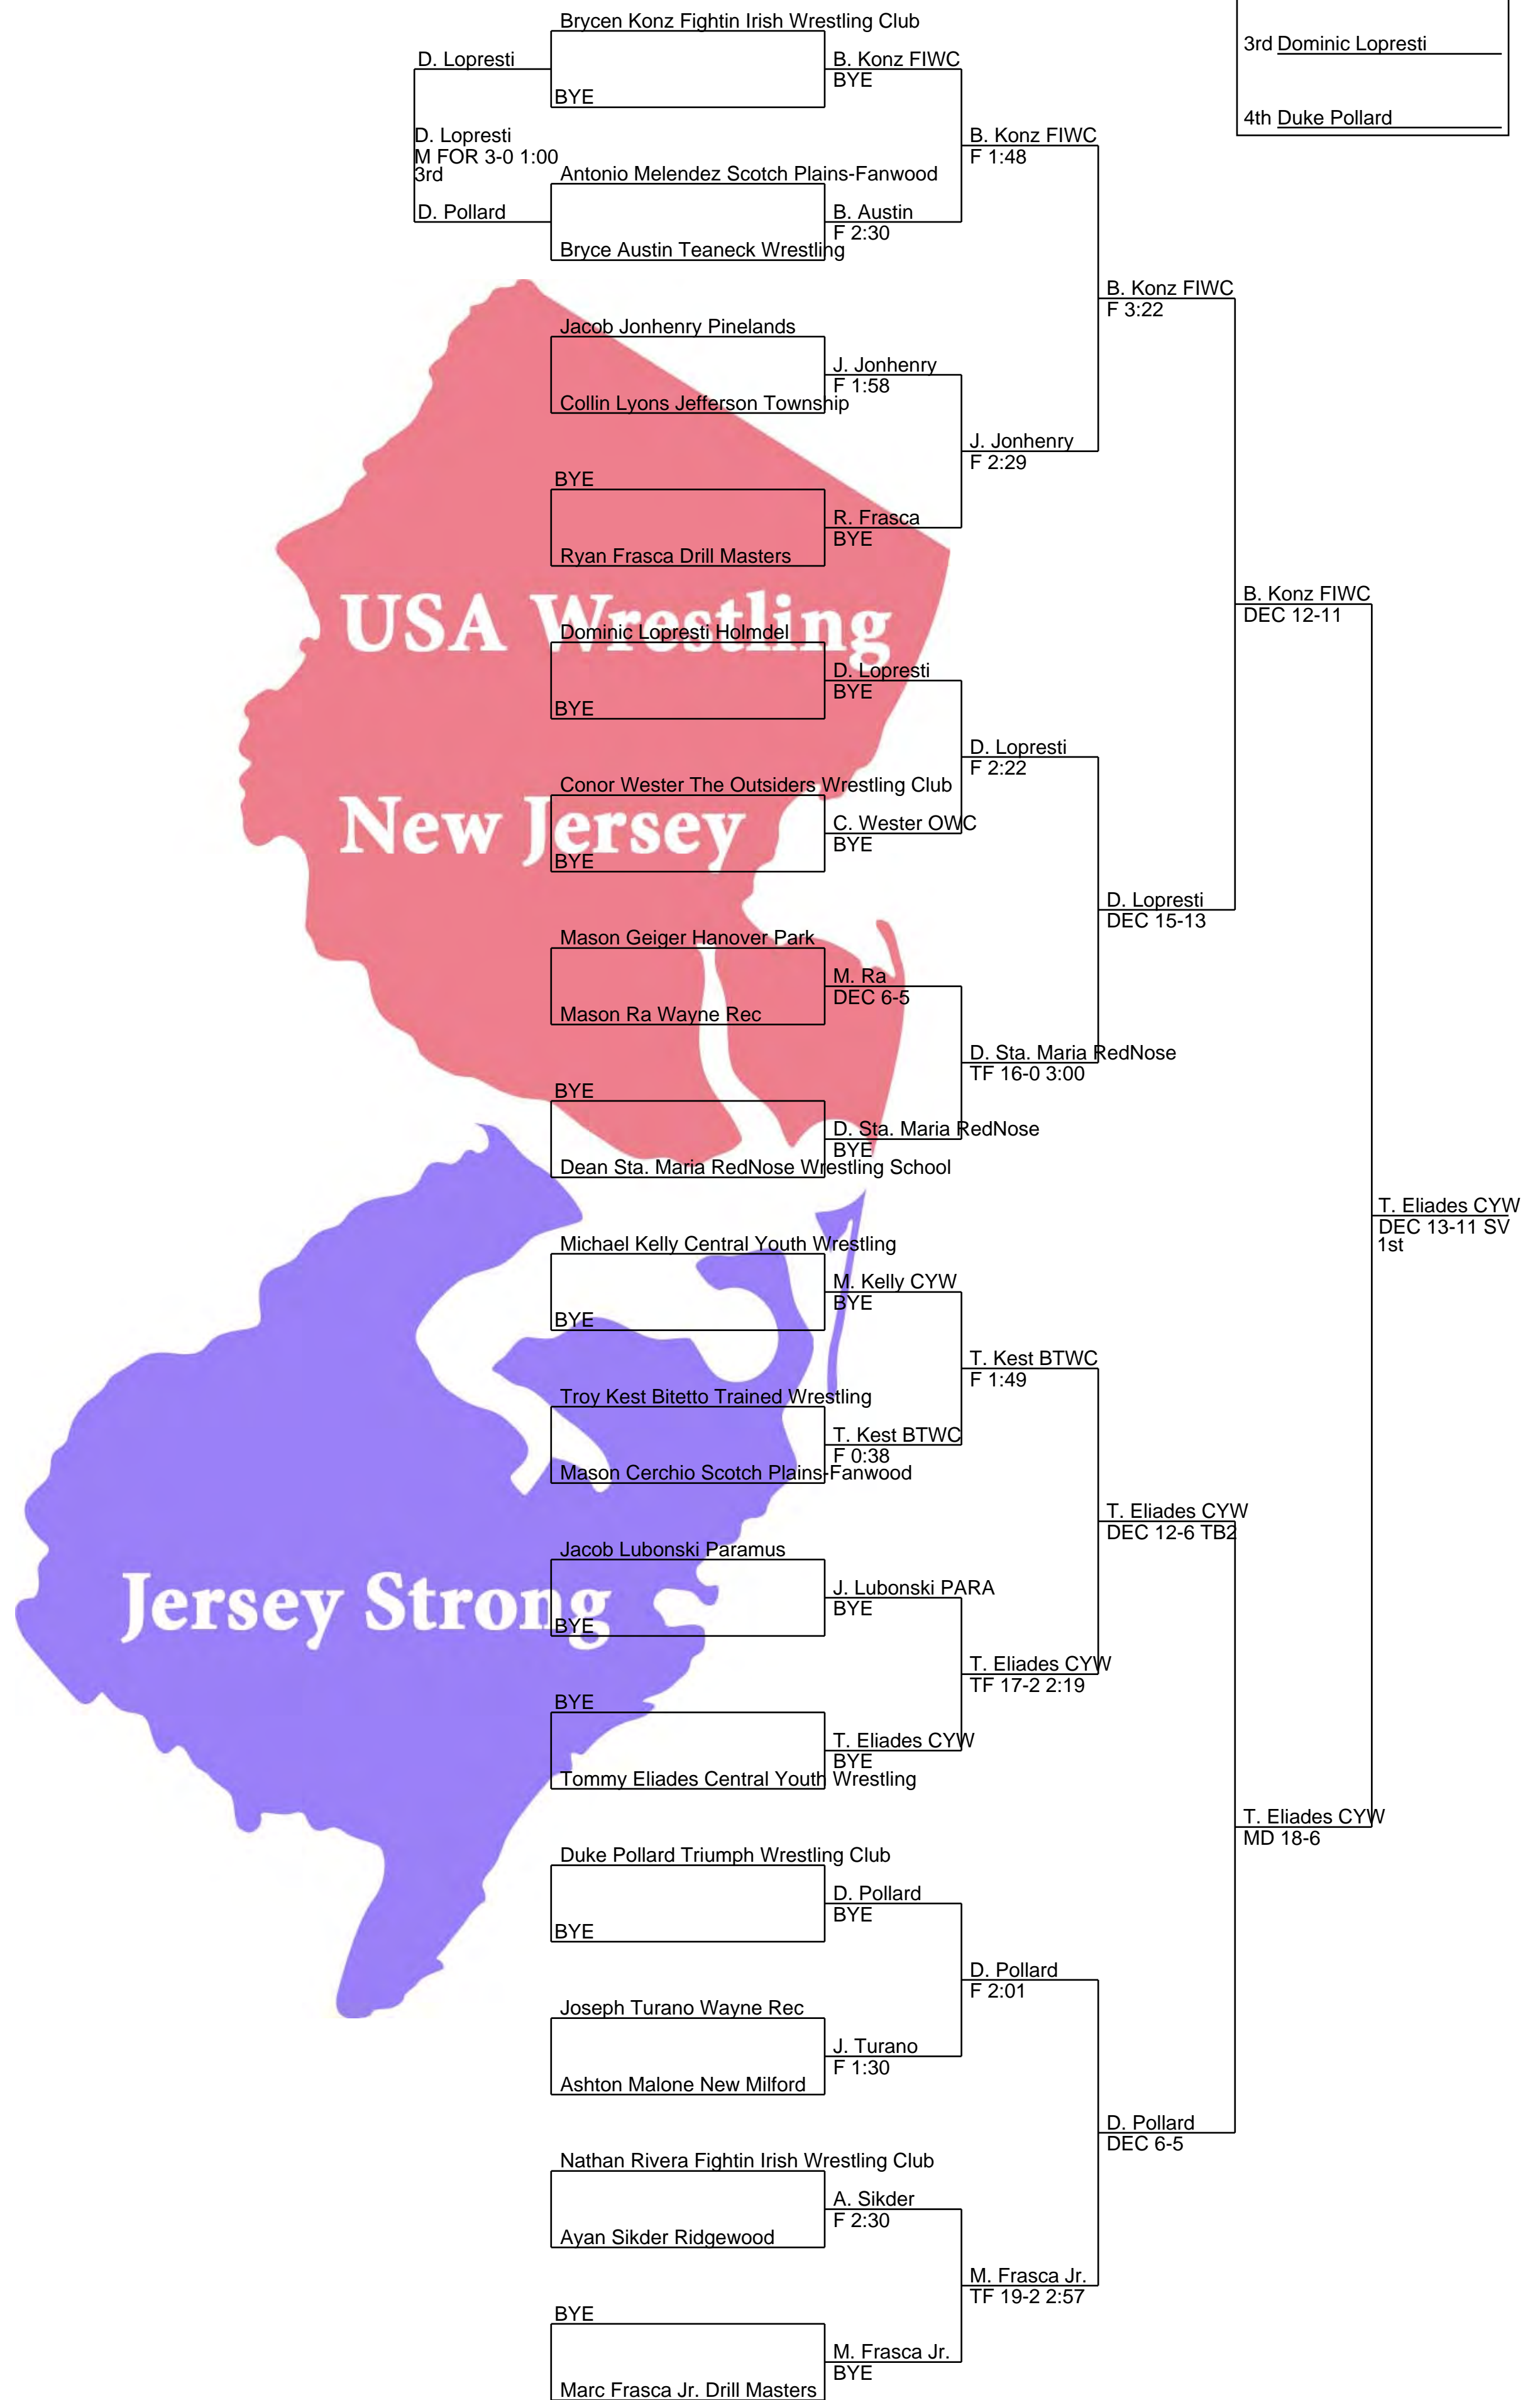 Brycen Konz Fightin Irish Wrestling Club
3rd Dominic Lopresti
D. Lopresti
B. Konz FIWC
BYE
BYE
4th Duke Pollard
D. Lopresti
M FOR 3-0 1:00
3rd
B. Konz FIWC
F 1:48
Antonio Melendez Scotch Plains-Fanwood
D. Pollard
B. Austin
F 2:30
Bryce Austin Teaneck Wrestling
B. Konz FIWC
F 3:22
Jacob Jonhenry Pinelands
J. Jonhenry
F 1:58
Collin Lyons Jefferson Township
J. Jonhenry
F 2:29
BYE
R. Frasca
BYE
Ryan Frasca Drill Masters
USA Wrestling
B. Konz FIWC
DEC 12-11
Dominic Lopresti Holmdel
D. Lopresti
BYE
BYE
D. Lopresti
F 2:22
Conor Wester The Outsiders Wrestling Club
New Jersey
C. Wester OWC
BYE
BYE
D. Lopresti
DEC 15-13
Mason Geiger Hanover Park
M. Ra
DEC 6-5
Mason Ra Wayne Rec
D. Sta. Maria RedNose
TF 16-0 3:00
BYE
D. Sta. Maria RedNose
BYE
Dean Sta. Maria RedNose Wrestling School
T. Eliades CYW
DEC 13-11 SV
1st
Michael Kelly Central Youth Wrestling
M. Kelly CYW
BYE
BYE
T. Kest BTWC
F 1:49
Troy Kest Bitetto Trained Wrestling
T. Kest BTWC
F 0:38
Mason Cerchio Scotch Plains-Fanwood
T. Eliades CYW
DEC 12-6 TB2
Jacob Lubonski Paramus
Jersey Strong
J. Lubonski PARA
BYE
BYE
T. Eliades CYW
TF 17-2 2:19
BYE
T. Eliades CYW
BYE
Tommy Eliades Central Youth Wrestling
T. Eliades CYW
MD 18-6
Duke Pollard Triumph Wrestling Club
D. Pollard
BYE
BYE
D. Pollard
F 2:01
Joseph Turano Wayne Rec
J. Turano
F 1:30
Ashton Malone New Milford
D. Pollard
DEC 6-5
Nathan Rivera Fightin Irish Wrestling Club
A. Sikder
F 2:30
Ayan Sikder Ridgewood
M. Frasca Jr.
TF 19-2 2:57
BYE
M. Frasca Jr.
BYE
Marc Frasca Jr. Drill Masters